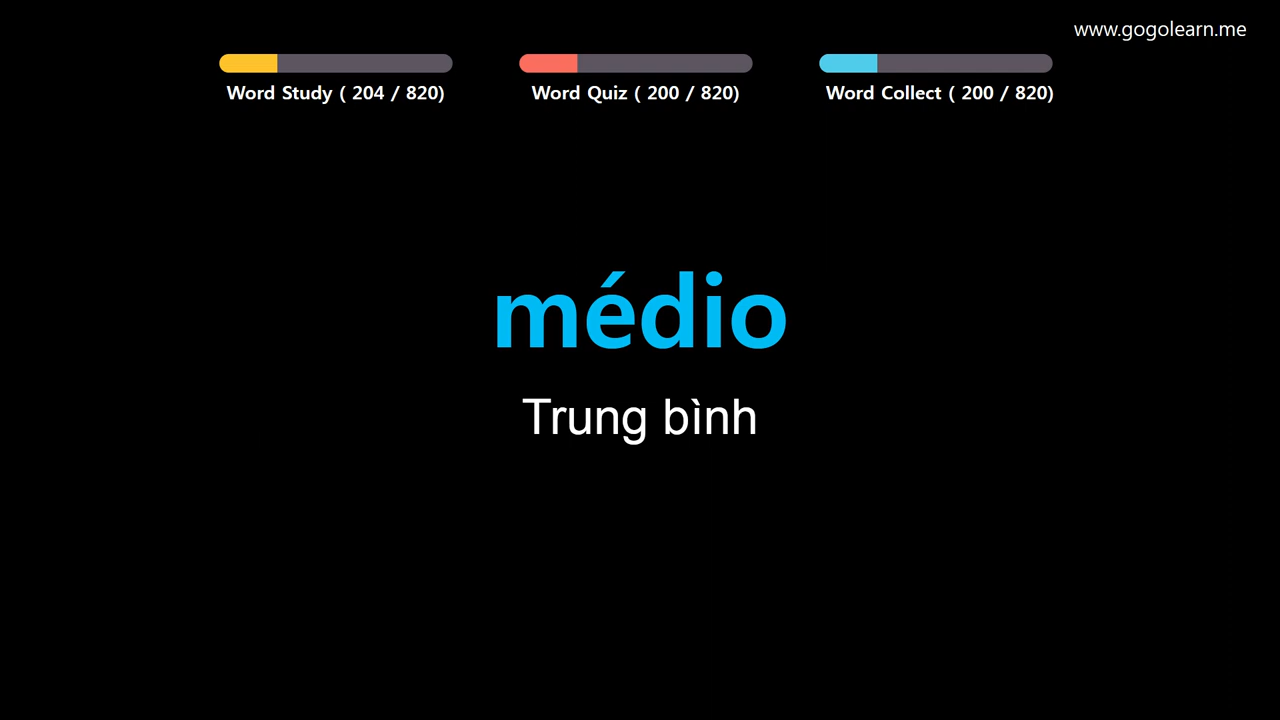 www.gogolearn.me
Word Study ( 204 / 820)
Word Quiz ( 200 / 820)
Word Collect ( 200 / 820)
médio
Trung bình